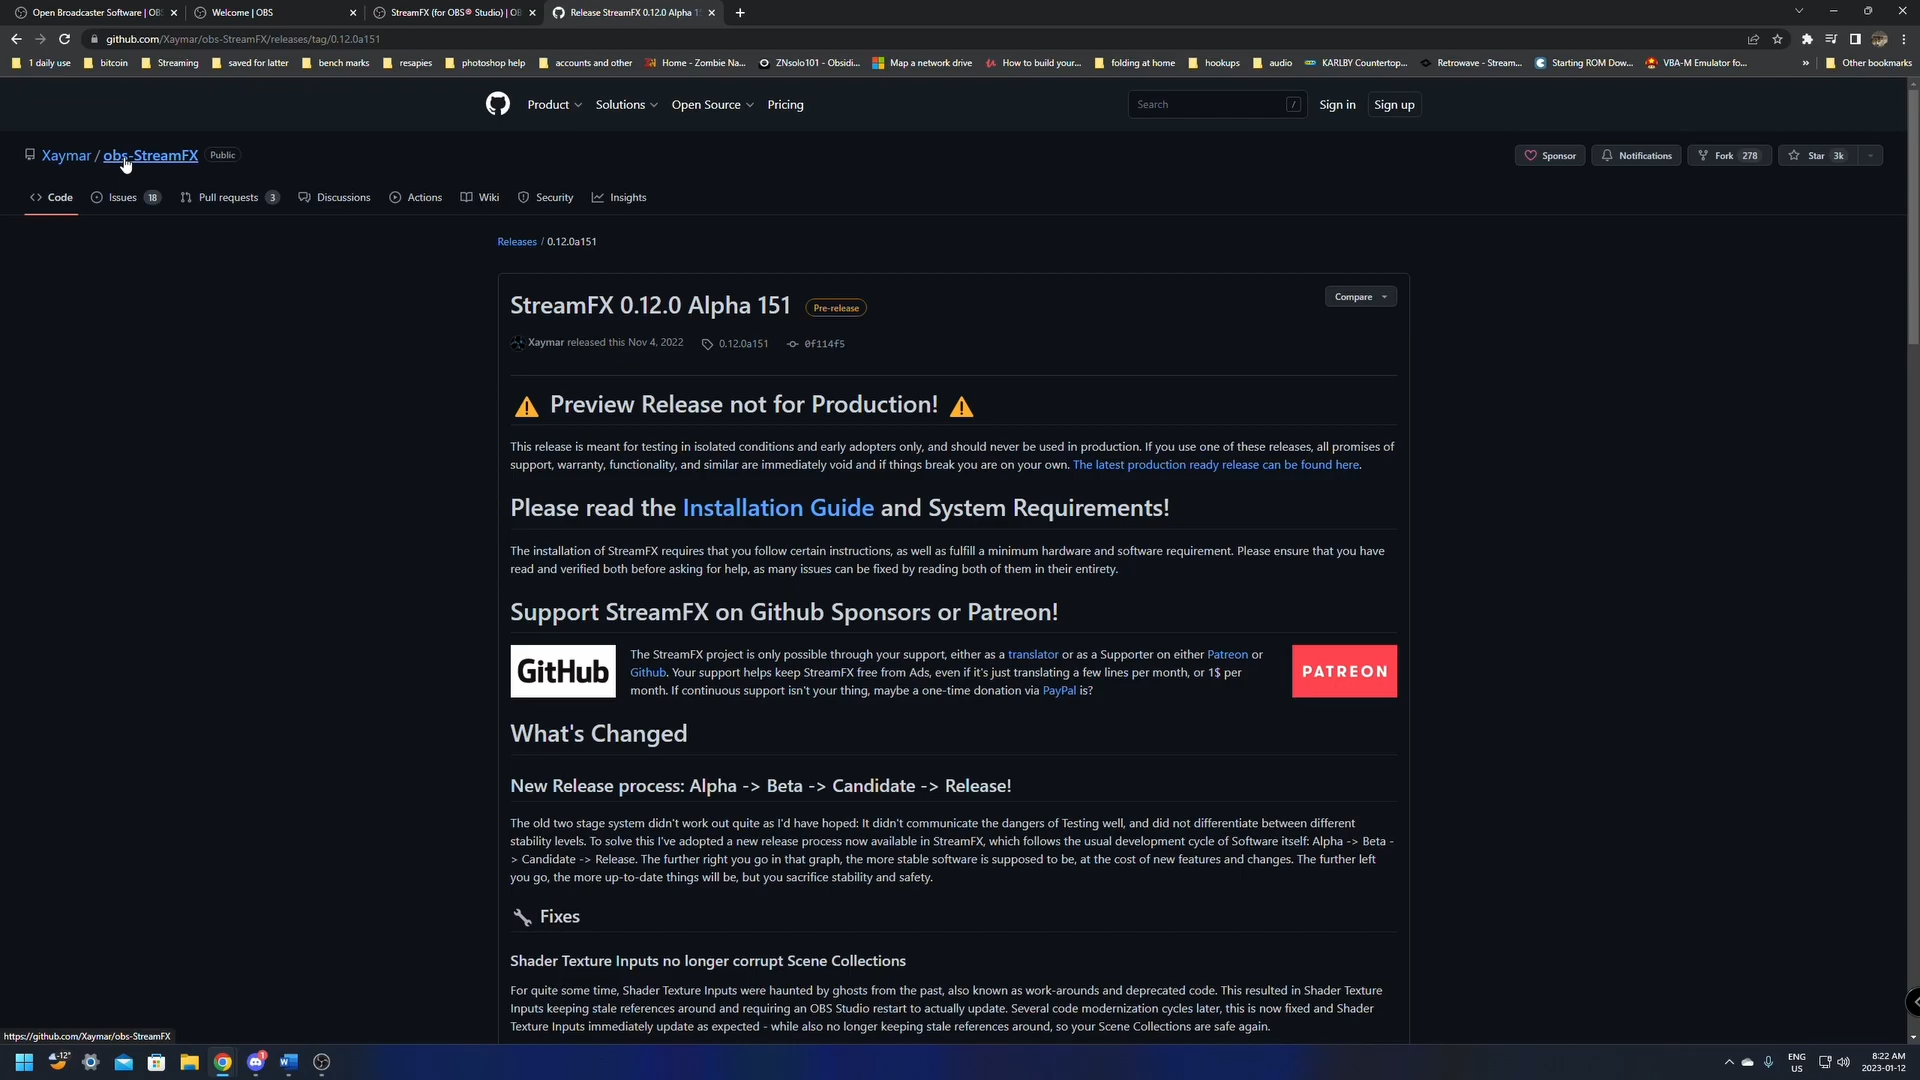 Open Broadcaster Software | OBS
Welcome | OBS
StreamFX (for OBS® Studio) | OB
Release StreamFX 0.12.0 Alpha 1
github.com/Xaymar/obs-StreamFX/releases/tag/0.12.0a151
1 daily use
bitcoin
Streaming
saved for latter
bench marks
resapies
photoshop help
accounts and other
Home - Zombie Na...
ZNsolo101 - Obsidi...
Map a network drive
How to build your...
folding at home
hookups
audio
KARLBY Countertop...
Retrowave - Stream...
Starting ROM Dow...
VBA-M Emulator fo...
»
Other bookmarks
Product
Solutions
Open Source
Pricing
Search /
Sign in
Sign up
Xaymar / obs-StreamFX Public
Sponsor
Notifications
Fork 278
Star 3k
Code
Issues 18
Pull requests 3
Discussions
Actions
Wiki
Security
Insights
Releases / 0.12.0a151
StreamFX 0.12.0 Alpha 151 Pre-release
Compare
Xaymar released this Nov 4, 2022 0.12.0a151 0f114f5
⚠ Preview Release not for Production! ⚠
This release is meant for testing in isolated conditions and early adopters only, and should never be used in production. If you use one of these releases, all promises of
support, warranty, functionality, and similar are immediately void and if things break you are on your own. The latest production ready release can be found here.
Please read the Installation Guide and System Requirements!
The installation of StreamFX requires that you follow certain instructions, as well as fulfill a minimum hardware and software requirement. Please ensure that you have
read and verified both before asking for help, as many issues can be fixed by reading both of them in their entirety.
Support StreamFX on Github Sponsors or Patreon!
GitHub
The StreamFX project is only possible through your support, either as a translator or as a Supporter on either Patreon or
Github. Your support helps keep StreamFX free from Ads, even if it's just translating a few lines per month, or 1$ per
month. If continuous support isn't your thing, maybe a one-time donation via PayPal is?
PATREON
What's Changed
New Release process: Alpha -> Beta -> Candidate -> Release!
The old two stage system didn't work out quite as I'd have hoped: It didn't communicate the dangers of Testing well, and did not differentiate between different
stability levels. To solve this I've adopted a new release process now available in StreamFX, which follows the usual development cycle of Software itself: Alpha -> Beta -
> Candidate -> Release. The further right you go in that graph, the more stable software is supposed to be, at the cost of new features and changes. The further left
you go, the more up-to-date things will be, but you sacrifice stability and safety.
Fixes
Shader Texture Inputs no longer corrupt Scene Collections
For quite some time, Shader Texture Inputs were haunted by ghosts from the past, also known as work-arounds and deprecated code. This resulted in Shader Texture
Inputs keeping stale references around and requiring an OBS Studio restart to actually update. Several code modernization cycles later, this is now fixed and Shader
Texture Inputs immediately update as expected - while also no longer keeping stale references around, so your Scene Collections are safe again.
https://github.com/Xaymar/obs-StreamFX
-12°
1
ENG
US
8:22 AM
2023-01-12